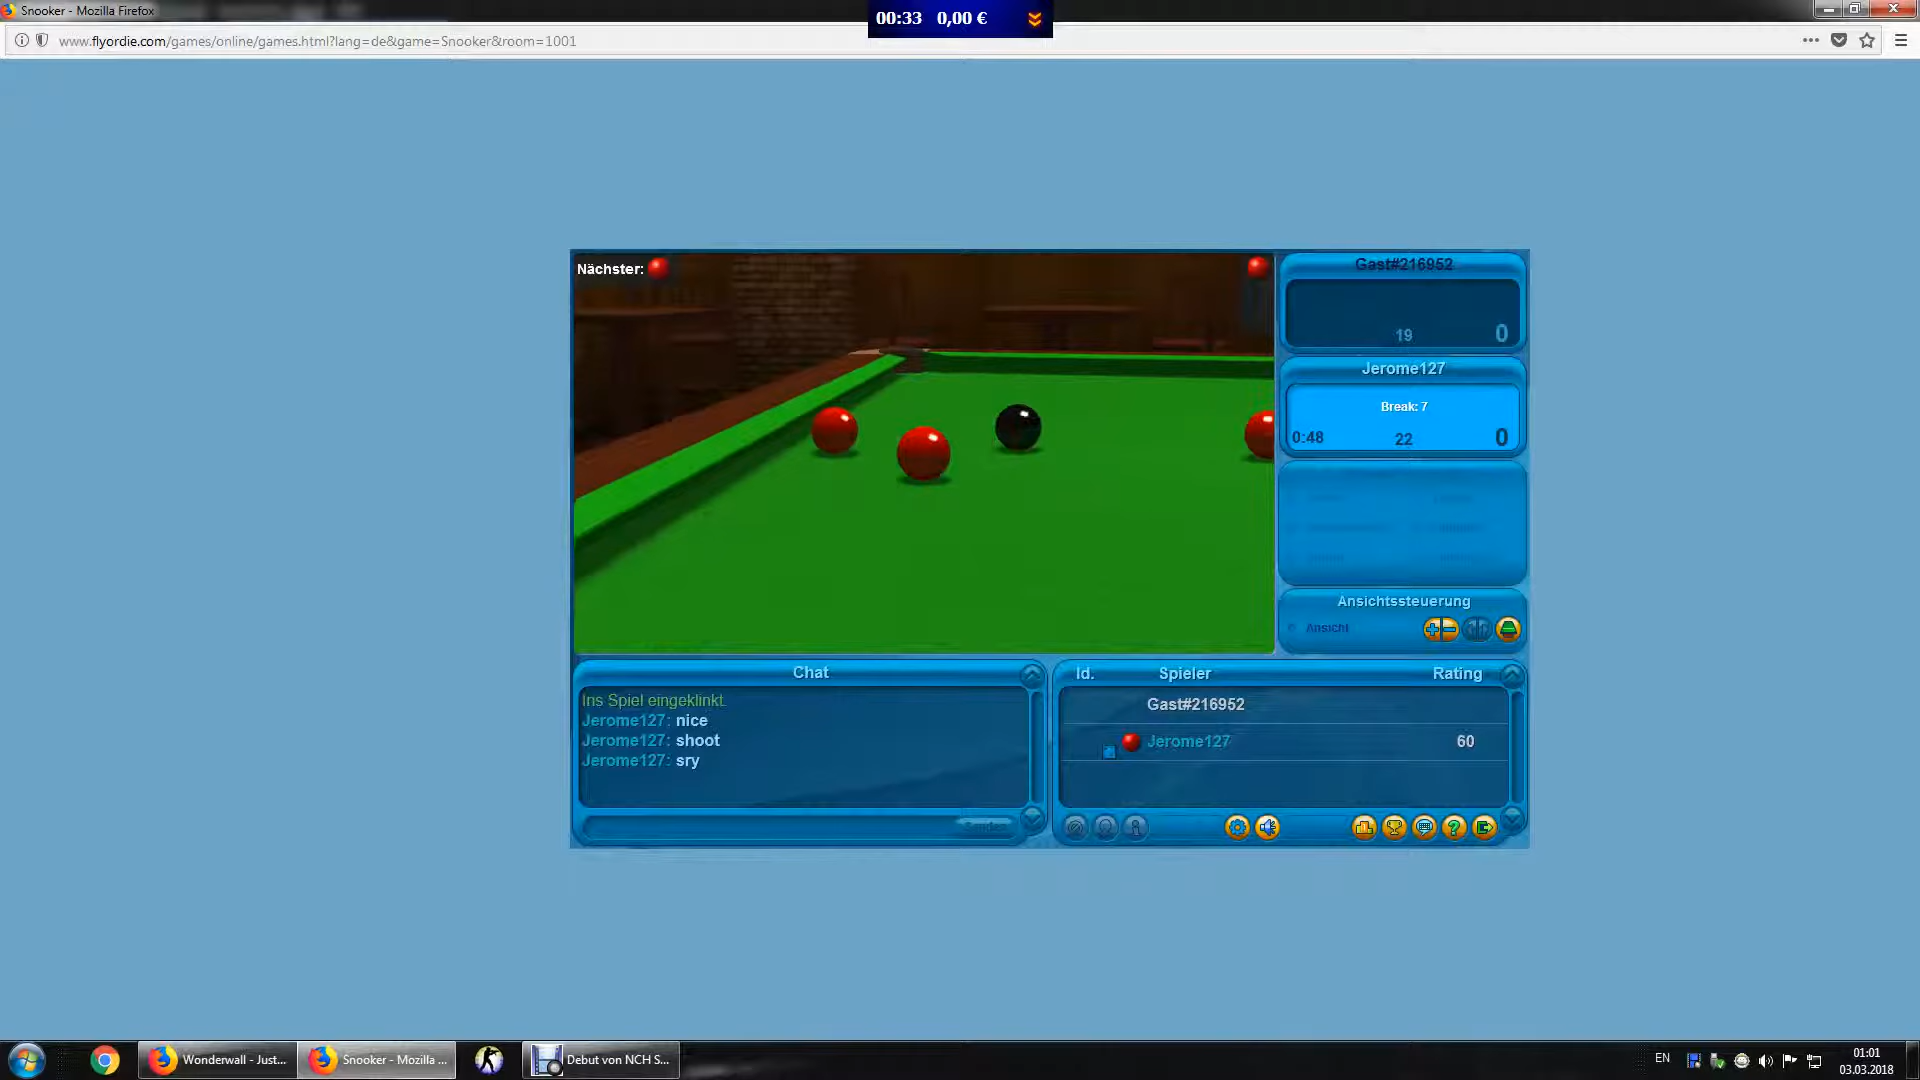 Snooker - Mozilla Firefox
00:33 0,00 €
www.flyordie.com/games/online/games.html?lang=de&game=Snooker&room=1001
Nächster:
Gast#216952
19 0
Jerome127
Break: 7
0:48 22 0
Ansichtssteuerung
Ansicht
Chat
Ins Spiel eingeklinkt.
Jerome127: nice
Jerome127: shoot
Jerome127: sry
Senden
Id. Spieler Rating
Gast#216952
Jerome127 60
Wonderwall - Just...
Snooker - Mozilla ...
Debut von NCH S...
EN
01:01
03.03.2018